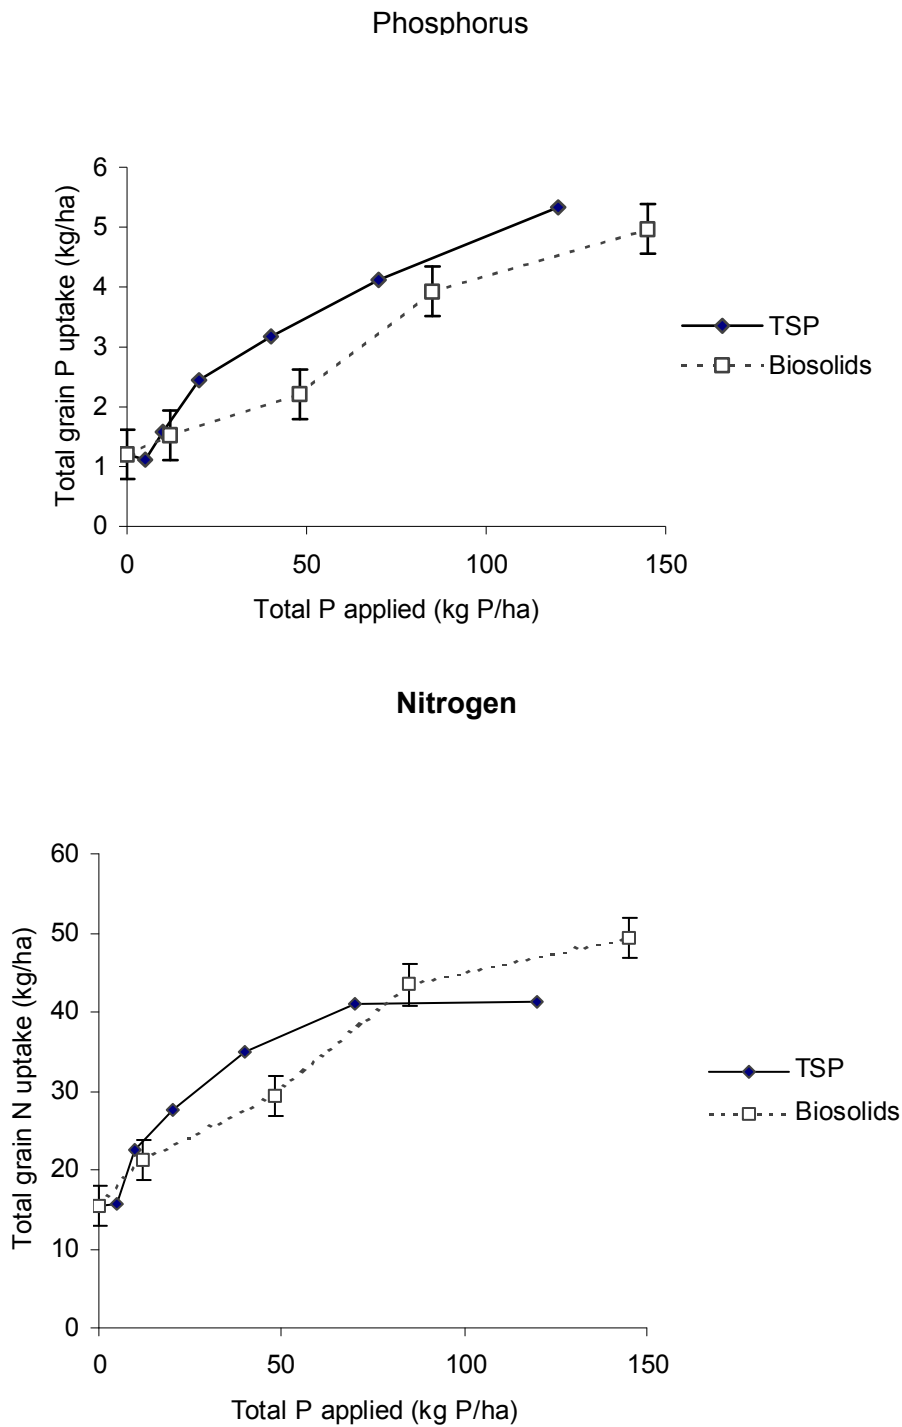 Phosphorus
6
5
4
3
2
1
0
Total grain P uptake (kg/ha)
0 50 100 150
Total P applied (kg P/ha)
TSP
Biosolids
Nitrogen
60
50
40
30
20
10
0
Total grain N uptake (kg/ha)
0 50 100 150
Total P applied (kg P/ha)
TSP
Biosolids